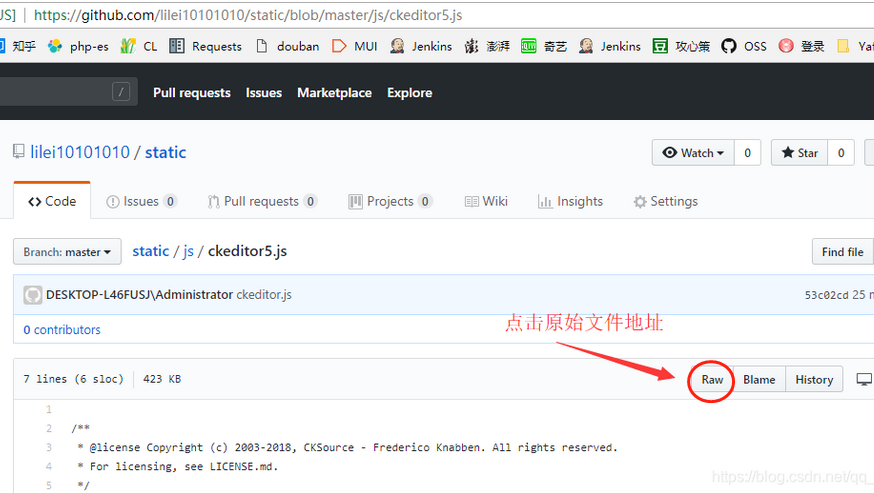 US] https://github.com/lilei10101010/static/blob/master/js/ckeditor5.js
知乎 php-es CL Requests douban MUI Jenkins 澎湃 奇艺 Jenkins 攻心策 OSS 登录 Yaf
/ Pull requests Issues Marketplace Explore
lilei10101010 / static Watch 0 Star 0
Code Issues 0 Pull requests 0 Projects 0 Wiki Insights Settings
Branch: master static / js / ckeditor5.js Find file
DESKTOP-L46FUSJ\Administrator ckeditor.js 53c02cd 25 m
0 contributors
点击原始文件地址
7 lines (6 sloc) 423 KB Raw Blame History
1
2 /**
3 * @license Copyright (c) 2003-2018, CKSource - Frederico Knabben. All rights reserved.
4 * For licensing, see LICENSE.md.
5 */
https://blog.csdn.net/qq_